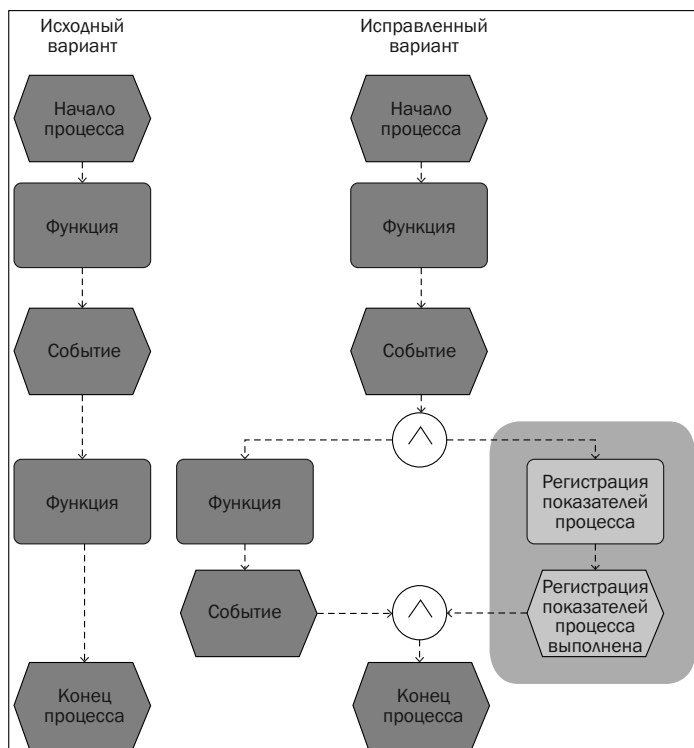 Исходный
вариант
Исправленный
вариант
Начало
процесса
Начало
процесса
Функция
Функция
Событие
Событие
Функция
Функция
Регистрация
показателей
процесса
Событие
Регистрация
показателей
процесса
выполнена
Конец
процесса
Конец
процесса